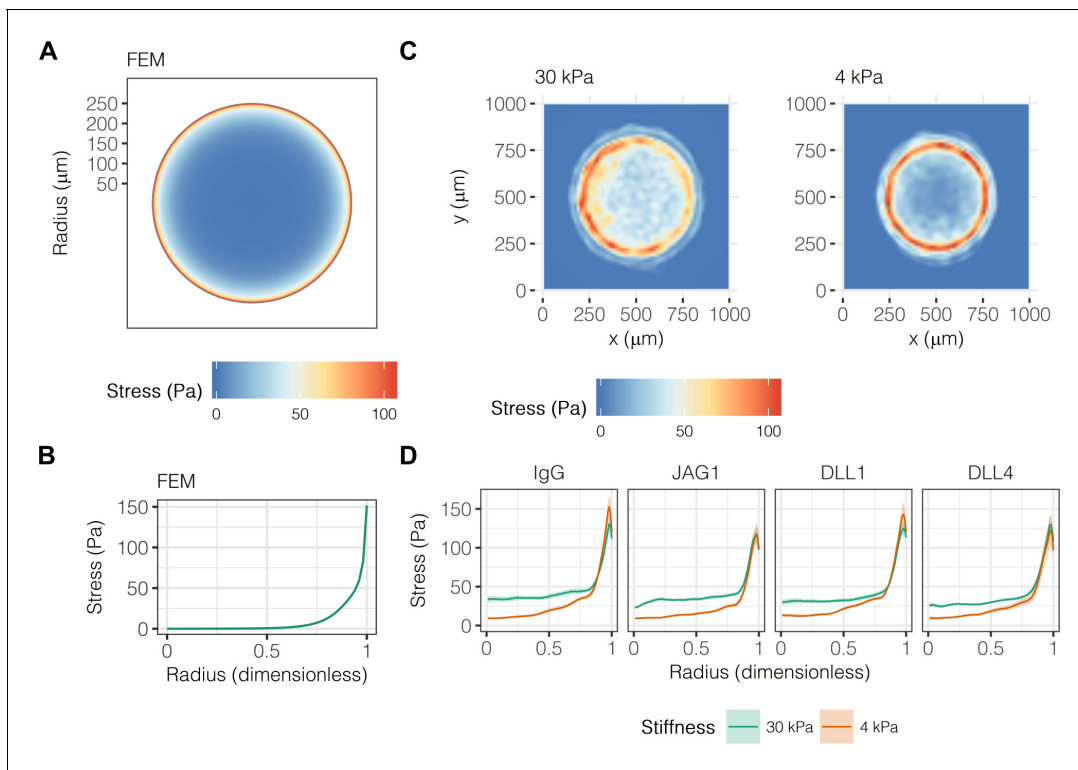 A
FEM
250
200
150
100
50
Radius (μm)
Stress (Pa)
0 50 100
B
FEM
150
100
50
0
Stress (Pa)
0 0.5 1
Radius (dimensionless)
C
30 kPa
4 kPa
1000
750
500
250
0
y (μm)
0 250 500 750 1000
x (μm)
1000
750
500
250
0
0 250 500 750 1000
x (μm)
Stress (Pa)
0 50 100
D
IgG JAG1 DLL1 DLL4
150
100
50
0
Stress (Pa)
0 0.5 1 0 0.5 1 0 0.5 1 0 0.5 1
Radius (dimensionless)
Stiffness 30 kPa 4 kPa